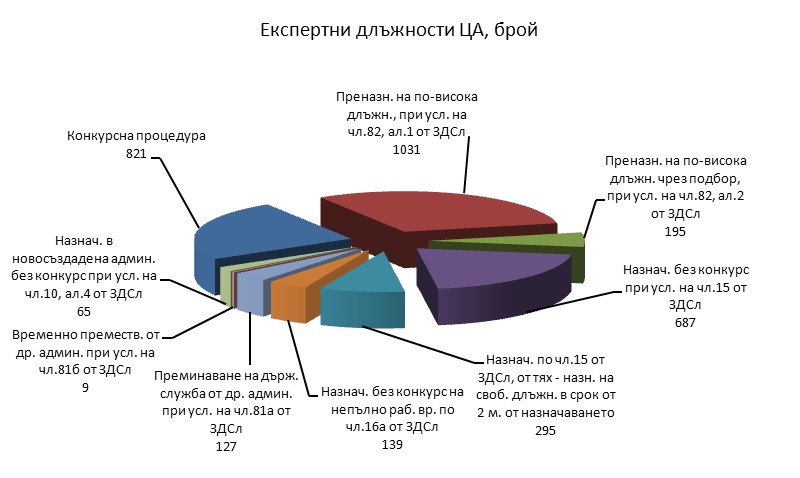 Експертни длъжности ЦА, брой
Преназн. на по-висока
длъжн., при усл. на
чл.82, ал.1 от ЗДСл
1031
Конкурсна процедура
821
Преназн. на по-висока
длъжн. чрез подбор,
при усл. на чл.82, ал.2
от ЗДСл
195
Назнач. в
новосъздадена админ.
без конкурс при усл. на
чл.10, ал.4 от ЗДСл
65
Назнач. без конкурс
при усл. на чл.15 от
ЗДСл
687
Временно преместв. от
др. админ. при усл. на
чл.81б от ЗДСл
9
Преминаване на държ.
служба от др. админ.
при усл. на чл.81а от
ЗДСл
127
Назнач. без конкурс на
непълно раб. вр. по
чл.16а от ЗДСл
139
Назнач. по чл.15 от
ЗДСл, от тях - назн. на
своб. длъжн. в срок от
2 м. от назначаването
295